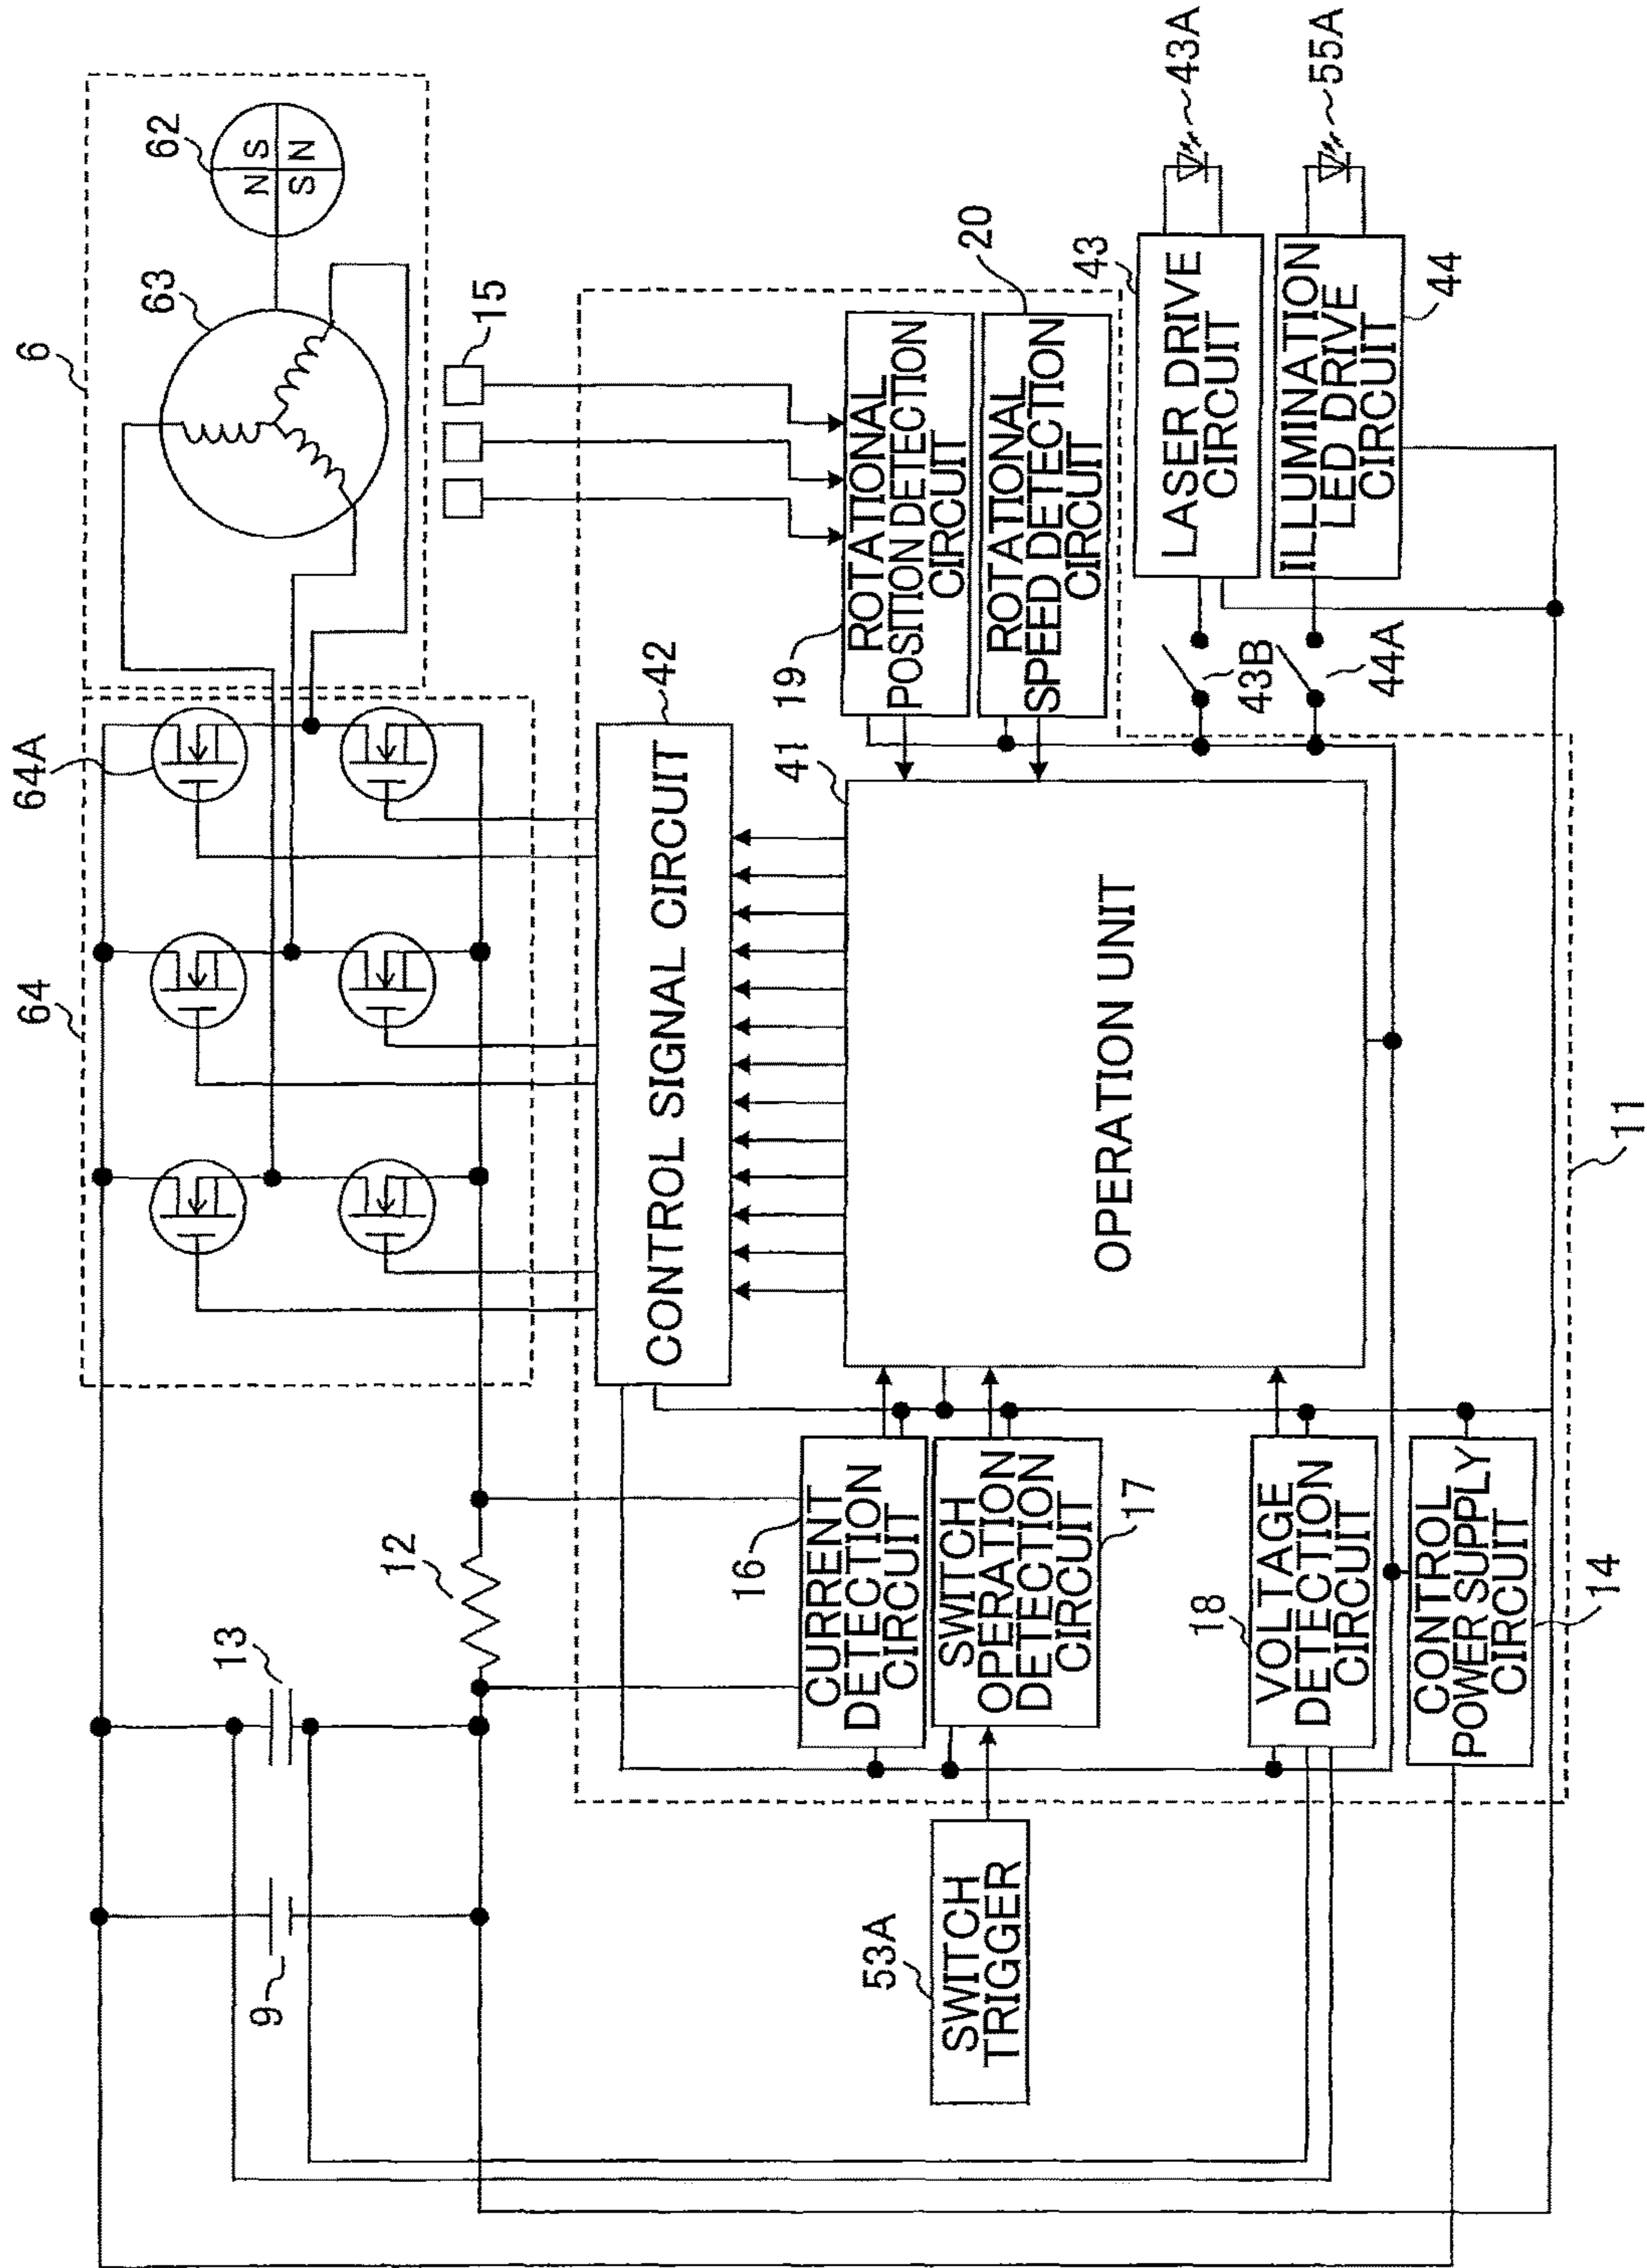 6
62
N
S
S
N
63
15
64A
64
42
CONTROL SIGNAL CIRCUIT
19
ROTATIONAL
POSITION DETECTION
CIRCUIT
20
ROTATIONAL
SPEED DETECTION
CIRCUIT
43
LASER DRIVE
CIRCUIT
43A
ILLUMINATION
LED DRIVE
CIRCUIT
44
55A
43B
44A
41
OPERATION UNIT
12
13
9
16
CURRENT
DETECTION
CIRCUIT
SWITCH
OPERATION
DETECTION
CIRCUIT
17
18
VOLTAGE
DETECTION
CIRCUIT
CONTROL
POWER SUPPLY
CIRCUIT
14
11
53A
SWITCH
TRIGGER